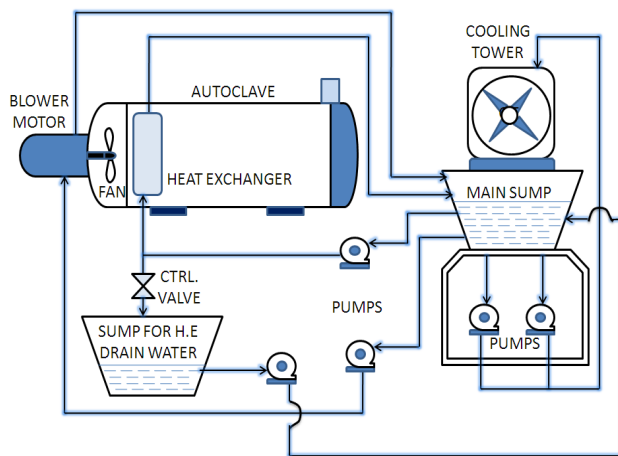 COOLING
TOWER
BLOWER
MOTOR
AUTOCLAVE
FAN
HEAT EXCHANGER
MAIN SUMP
CTRL.
VALVE
PUMPS
SUMP FOR H.E
DRAIN WATER
PUMPS